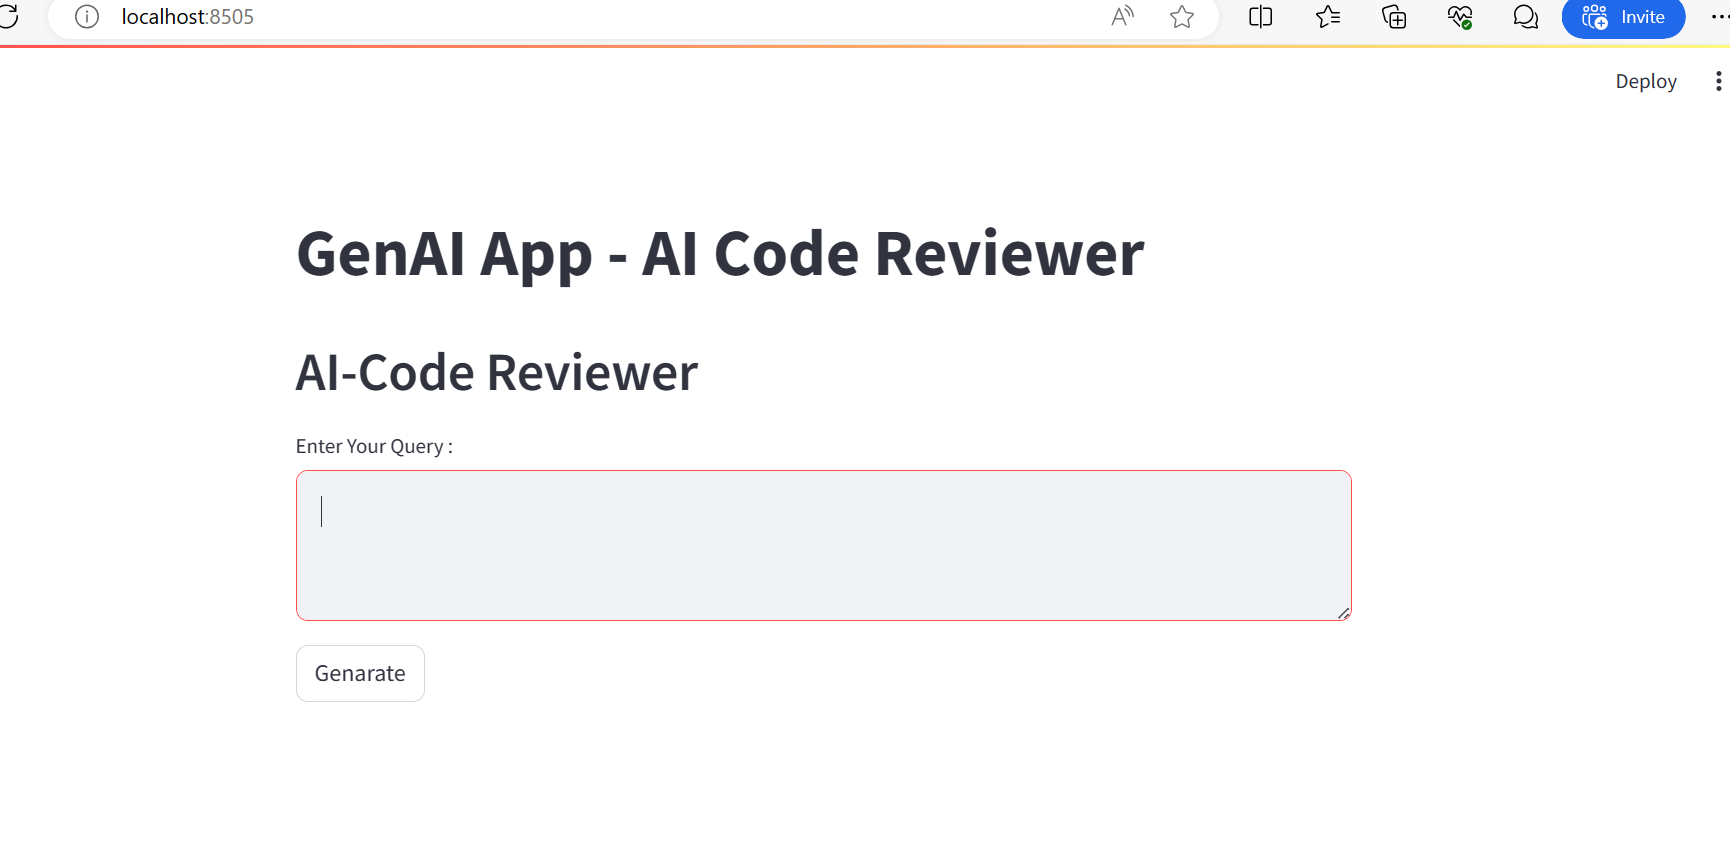 localhost:8505
Invite
Deploy
GenAI App - AI Code Reviewer
AI-Code Reviewer
Enter Your Query :
Genarate